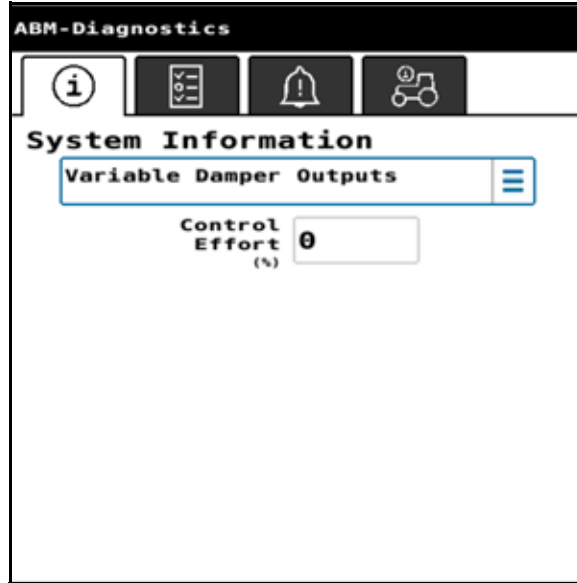 ABM-Diagnostics
System Information
Variable Damper Outputs
Control
Effort 0
(%)